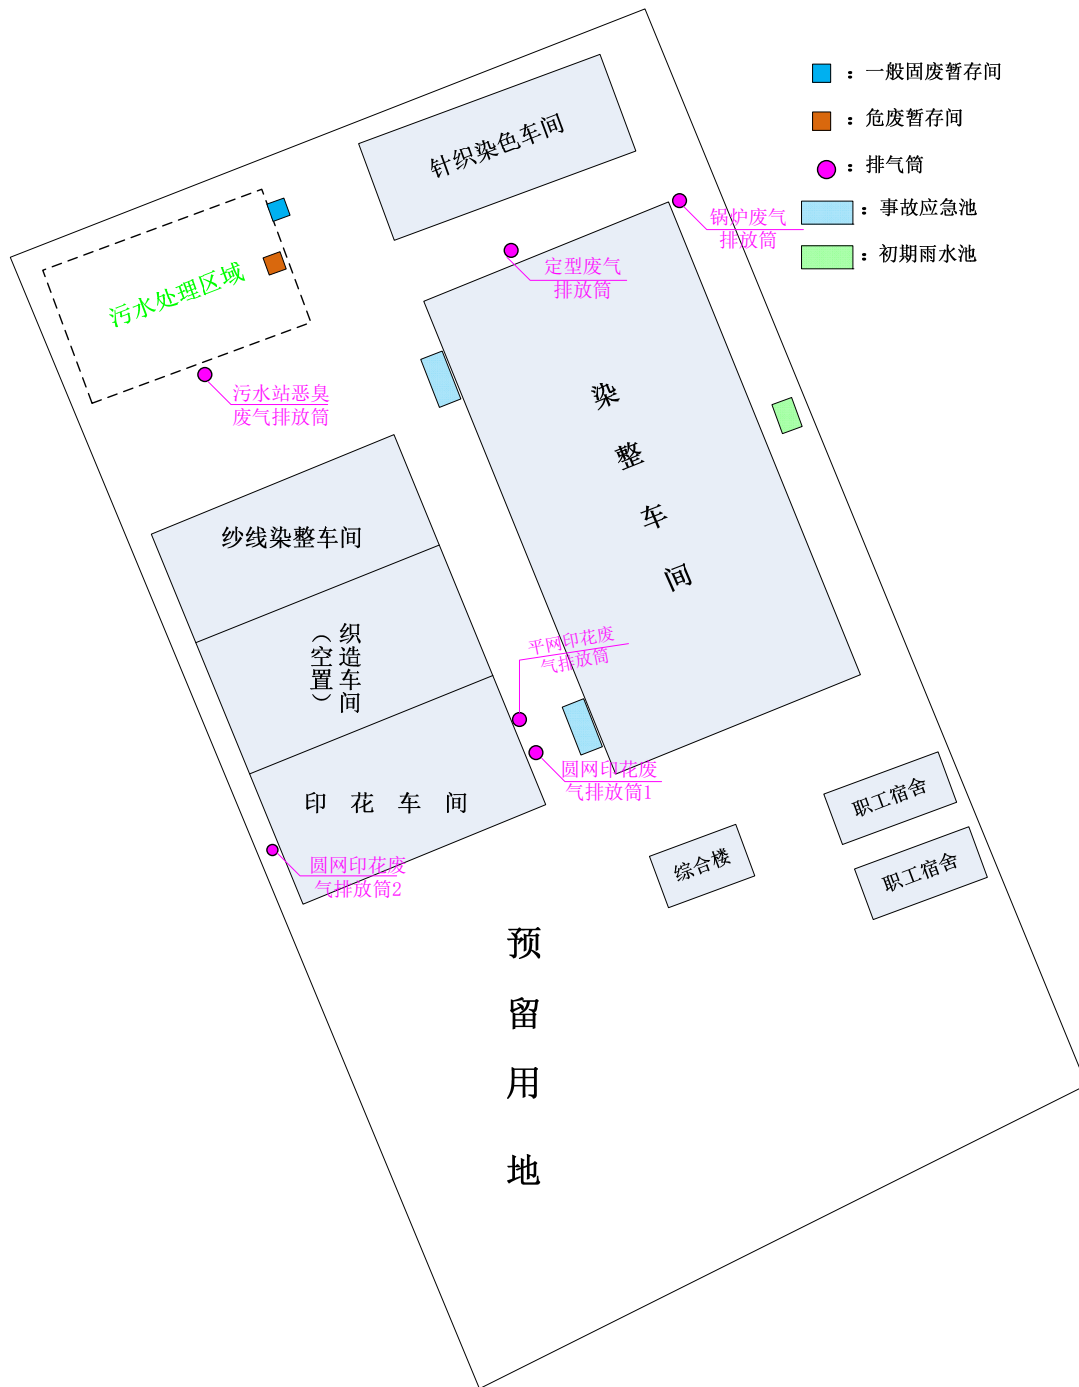 ：一般固废暂存间
：危废暂存间
：排气筒
：事故应急池
：初期雨水池
针织染色车间
锅炉废气
排放筒
定型废气
排放筒
污水处理区域
污水站恶臭
废气排放筒
染整车间
纱线染整车间
织造车间
（空置）
平网印花废
气排放筒
圆网印花废
气排放筒1
印花车间
圆网印花废
气排放筒2
职工宿舍
综合楼
职工宿舍
预留用地